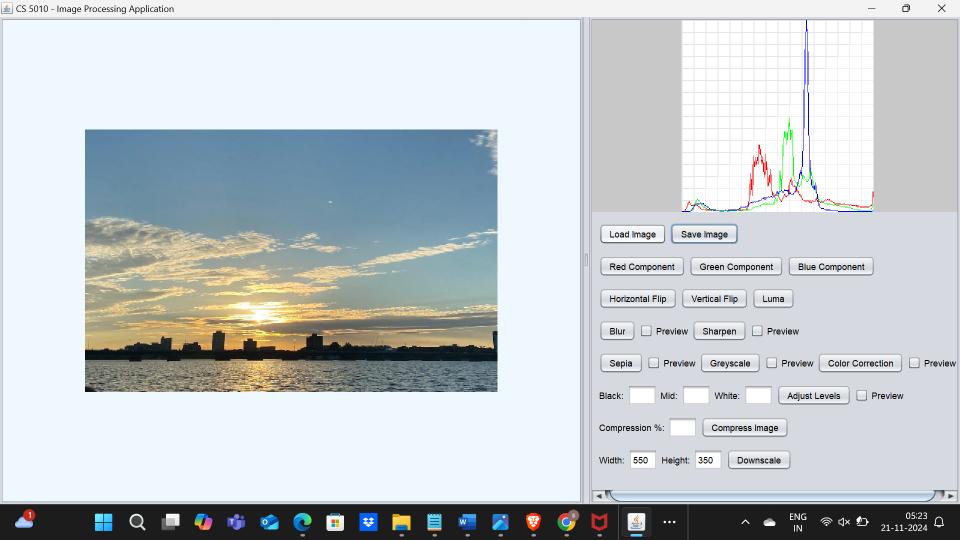 CS 5010 - Image Processing Application
Load Image Save Image
Red Component Green Component Blue Component
Horizontal Flip Vertical Flip Luma
Blur Preview Sharpen Preview
Sepia Preview Greyscale Preview Color Correction Preview
Black: Mid: White: Adjust Levels Preview
Compression %: Compress Image
Width: 550 Height: 350 Downscale
1
ENG
IN
05:23
21-11-2024